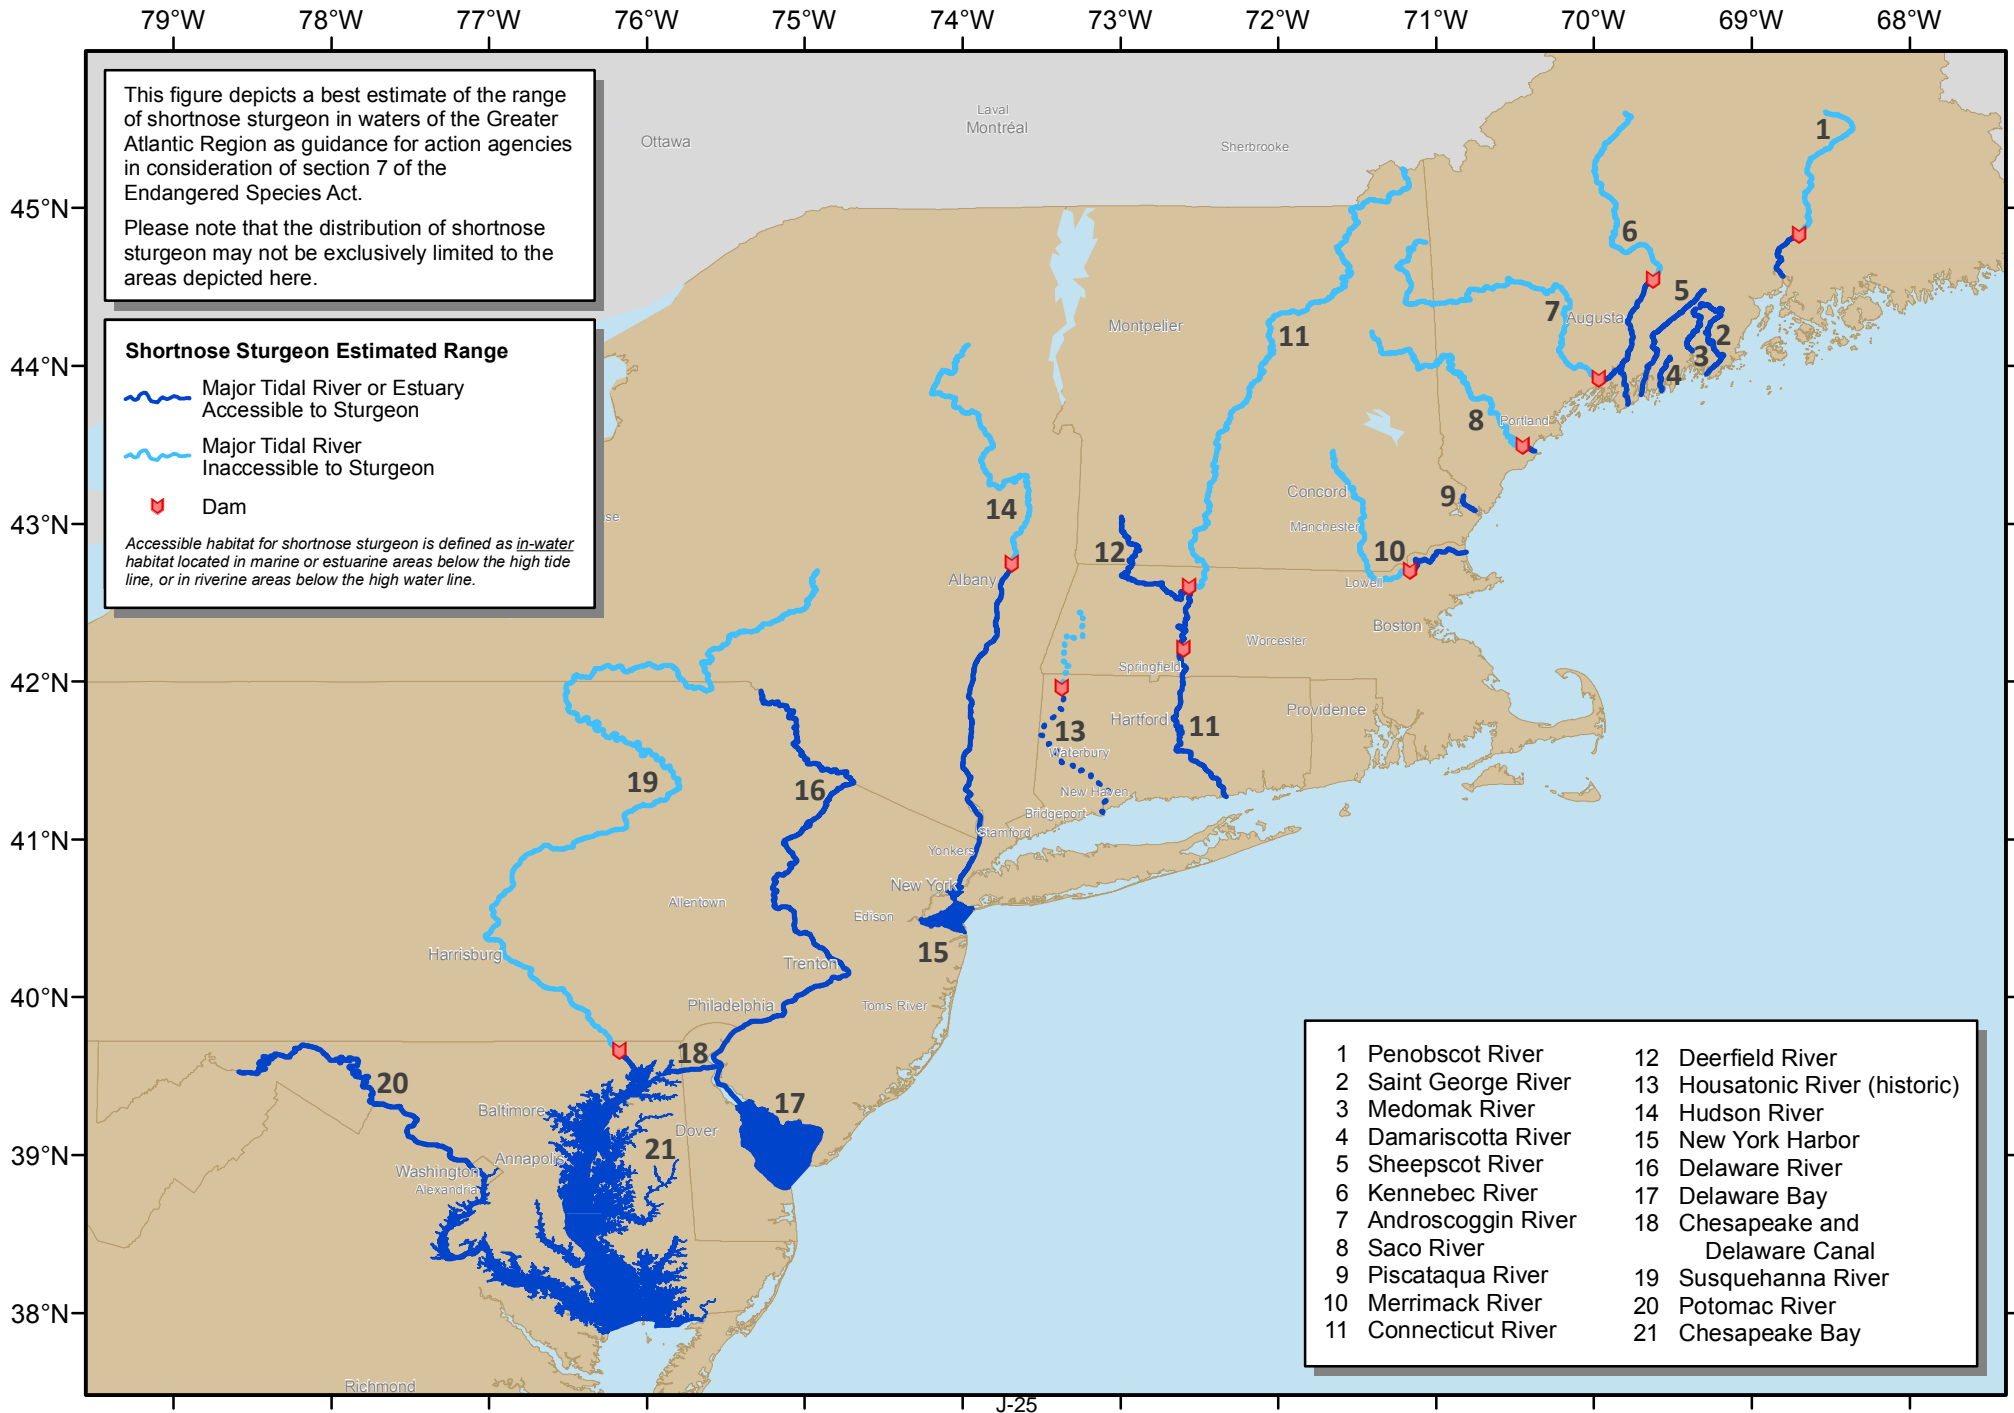 79°W 78°W 77°W 76°W 75°W 74°W 73°W 72°W 71°W 70°W 69°W 68°W
This figure depicts a best estimate of the range
of shortnose sturgeon in waters of the Greater
Atlantic Region as guidance for action agencies
in consideration of section 7 of the
Endangered Species Act.
Please note that the distribution of shortnose
sturgeon may not be exclusively limited to the
areas depicted here.
Shortnose Sturgeon Estimated Range
Major Tidal River or Estuary
Accessible to Sturgeon
Major Tidal River
Inaccessible to Sturgeon
Dam
Accessible habitat for shortnose sturgeon is defined as in-water
habitat located in marine or estuarine areas below the high tide
line, or in riverine areas below the high water line.
45°N
44°N
43°N
42°N
41°N
40°N
39°N
38°N
Laval
Montréal
Ottawa
Sherbrooke
1
6
5
2
3
4
7
Augusta
Montpelier
11
8
Portland
se
14
Concord
9
Manchester
12
10
Albany
Lowell
Boston
Worcester
Springfield
13
Hartford
11
Providence
Waterbury
19
16
New Haven
Bridgeport
Stamford
Yonkers
New York
Allentown
Edison
15
Harrisburg
Trenton
Philadelphia
Toms River
18
20
17
Baltimore
Dover
21
Annapolis
Washington
Alexandria
Richmond
1 Penobscot River
2 Saint George River
3 Medomak River
4 Damariscotta River
5 Sheepscot River
6 Kennebec River
7 Androscoggin River
8 Saco River
9 Piscataqua River
10 Merrimack River
11 Connecticut River
12 Deerfield River
13 Housatonic River (historic)
14 Hudson River
15 New York Harbor
16 Delaware River
17 Delaware Bay
18 Chesapeake and
Delaware Canal
19 Susquehanna River
20 Potomac River
21 Chesapeake Bay
J-25